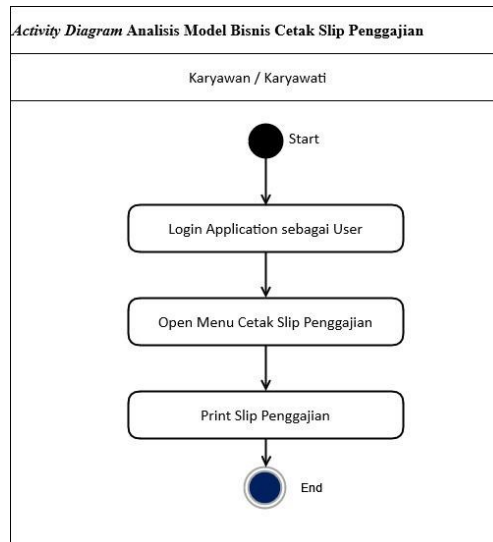 Activity Diagram Analisis Model Bisnis Cetak Slip Penggajian
Karyawan / Karyawati
Start
Login Application sebagai User
Open Menu Cetak Slip Penggajian
Print Slip Penggajian
End